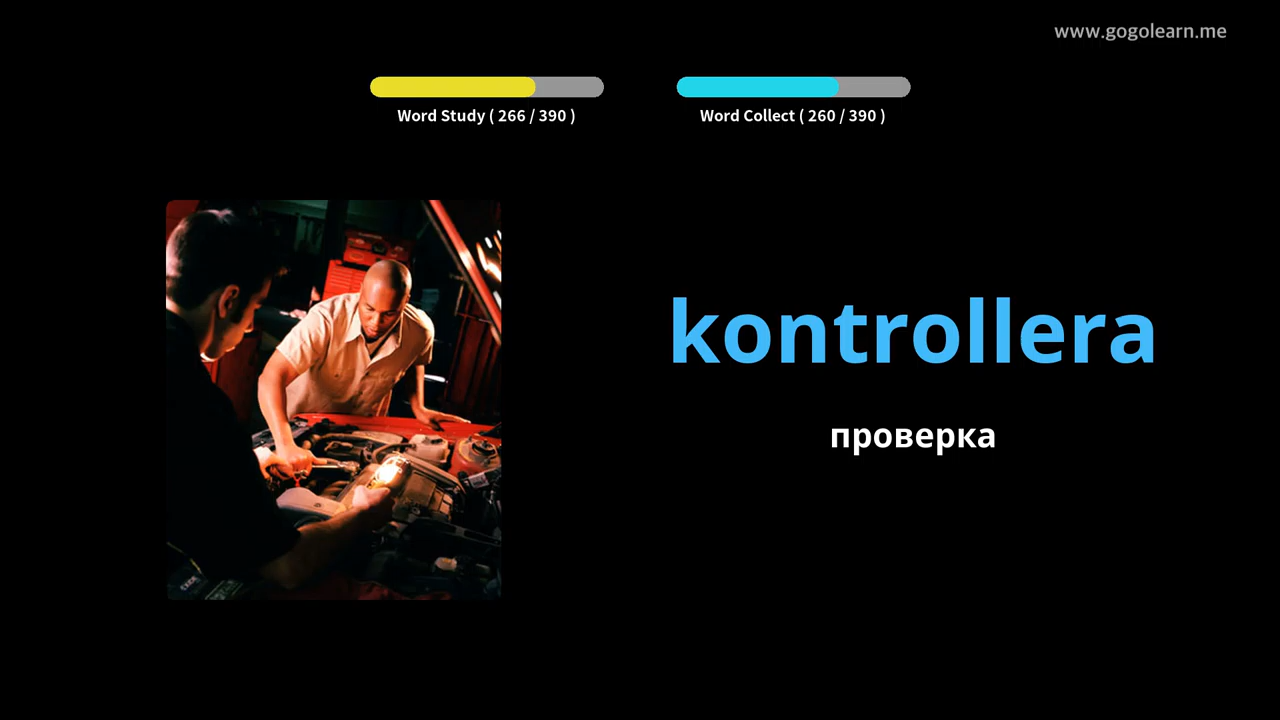 www.gogolearn.me
Word Study ( 266 / 390 )
Word Collect ( 260 / 390 )
kontrollera
проверка